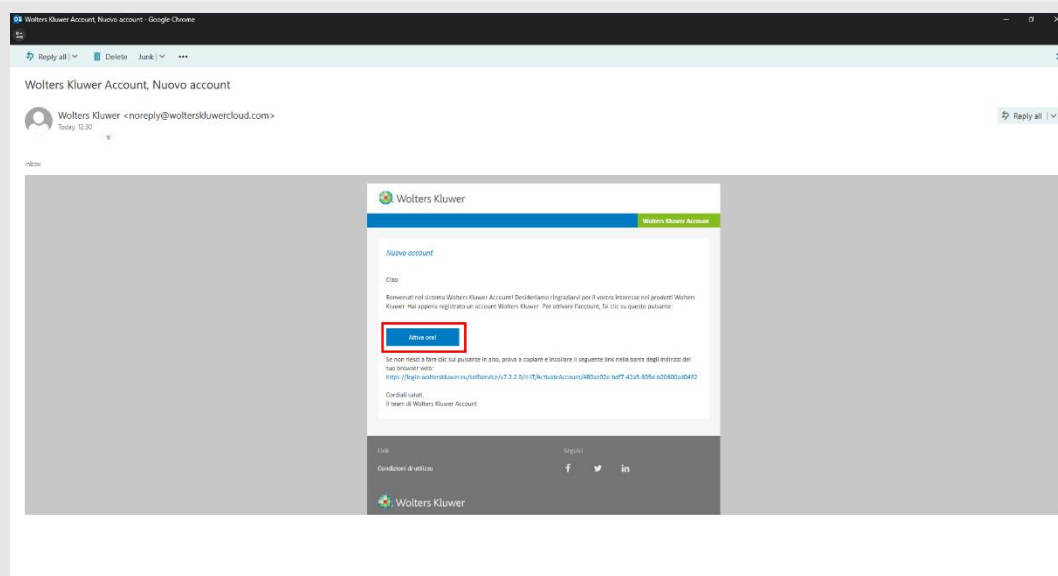 Wolters Kluwer Account, Nuovo account - Google Chrome
Reply all
Delete Junk
Wolters Kluwer Account, Nuovo account
Wolters Kluwer <noreply@wolterskluwercloud.com>
Today, 12:30
Reply all
Inbox
Wolters Kluwer
Wolters Kluwer Account
Nuovo account
Ciao
Benvenuti nel sistema Wolters Kluwer Account! Desideriamo ringraziarvi per il vostro interesse nei prodotti Wolters
Kluwer. Hai appena registrato un account Wolters Kluwer. Per attivare l'account, fai clic su questo pulsante:
Attiva ora!
Se non riesci a fare clic sul pulsante in alto, prova a copiare e incollare il seguente link nella barra degli indirizzi del
tuo browser web:
Cordiali saluti,
Il team di Wolters Kluwer Account
Link Seguici
Condizioni di utilizzo
Wolters Kluwer